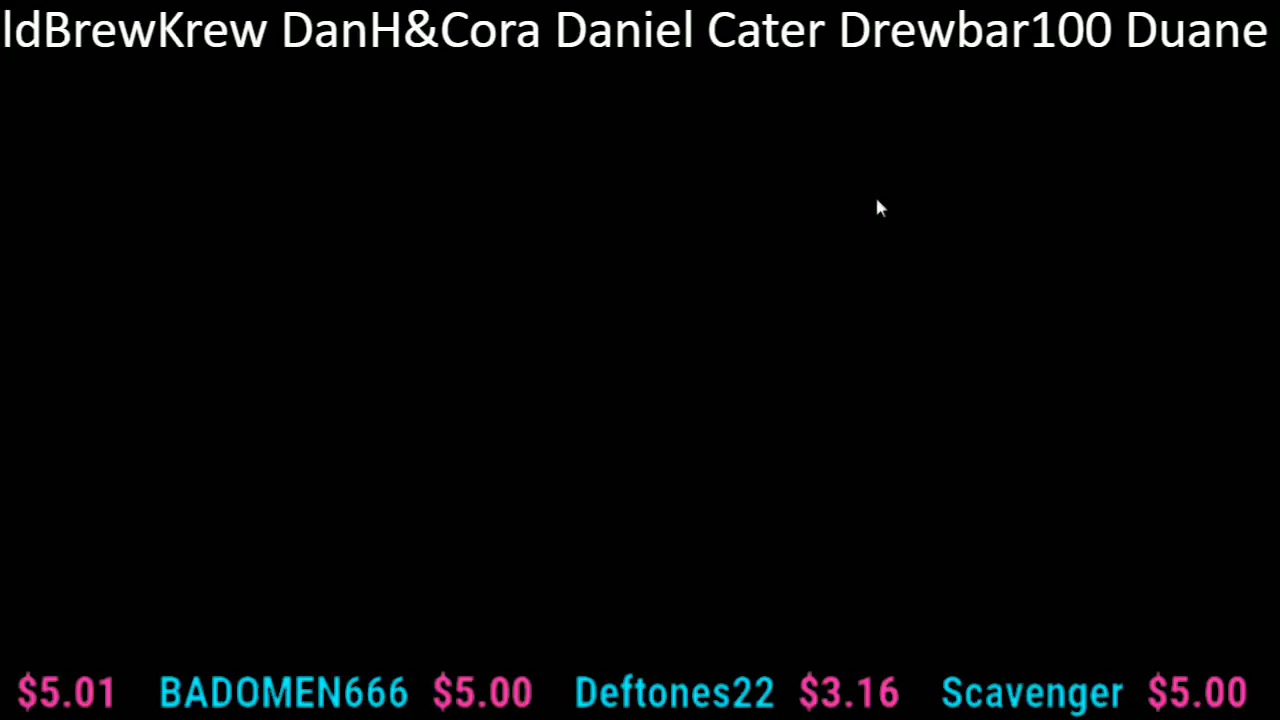 ldBrewKrew DanH&Cora Daniel Cater Drewbar100 Duane
$5.01 BADOMEN666 $5.00 Deftones22 $3.16 Scavenger $5.00